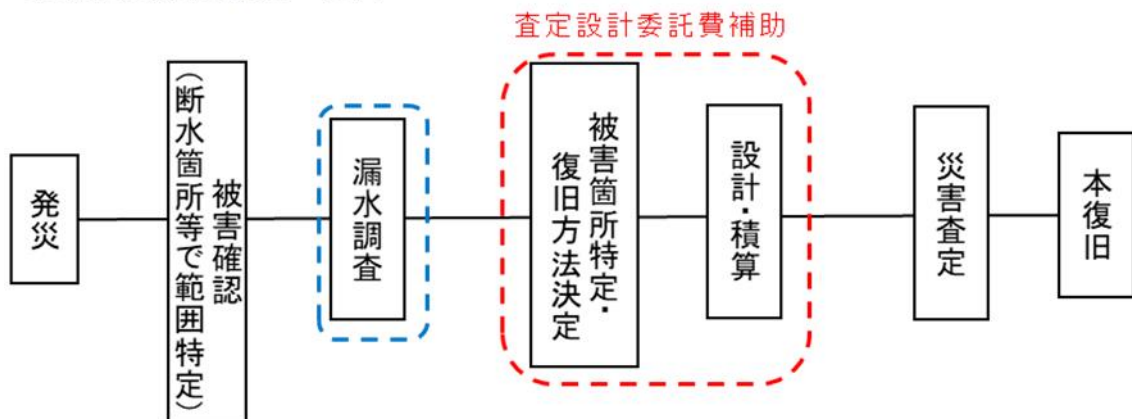 査定設計委託費補助
発災
被害確認
（断水箇所等で範囲特定）
漏水調査
被害箇所特定・
復旧方法決定
設計・積算
災害査定
本復旧